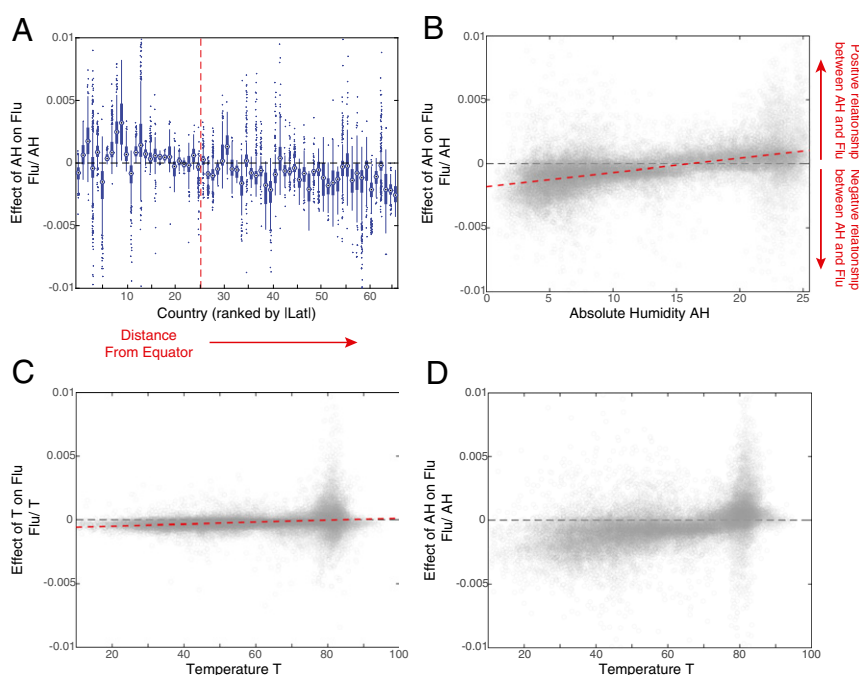 A
Effect of AH on Flu
Flu/ AH
0.01
0.005
0
-0.005
-0.01
10
20
30
40
50
60
Country (ranked by |Lat|)
Distance
From Equator
B
Effect of AH on Flu
Flu/ AH
0.01
0.005
0
-0.005
-0.01
0
5
10
15
20
25
Absolute Humidity AH
Positive relationship
between AH and Flu
Negative relationship
between AH and Flu
C
Effect of T on Flu
Flu/ T
0.01
0.005
0
-0.005
-0.01
20
40
60
80
100
Temperature T
D
Effect of AH on Flu
Flu/ AH
0.01
0.005
0
-0.005
-0.01
20
40
60
80
100
Temperature T